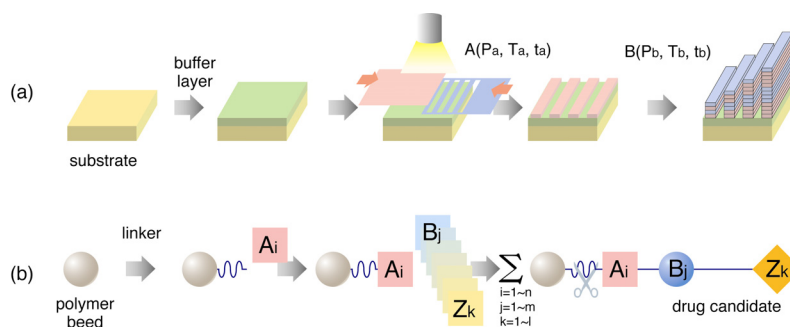 (a)
substrate
buffer
layer
A(Pa, Ta, ta)
B(Pb, Tb, tb)
(b)
polymer
beed
linker
Ai
Ai
Bj
Zk
∑
i=1~n
j=1~m
k=1~l
Ai
Bj
Zk
drug candidate